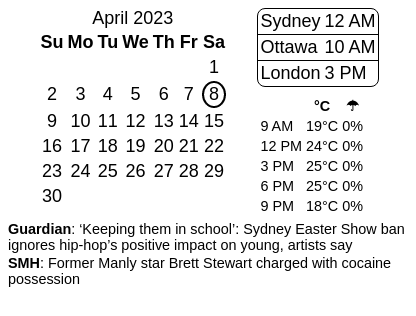 April 2023
Su Mo Tu We Th Fr Sa
1
2 3 4 5 6 7 8
9 10 11 12 13 14 15
16 17 18 19 20 21 22
23 24 25 26 27 28 29
30
Sydney 12 AM
Ottawa 10 AM
London 3 PM
°C ☂
9 AM 19°C 0%
12 PM 24°C 0%
3 PM 25°C 0%
6 PM 25°C 0%
9 PM 18°C 0%
Guardian: ‘Keeping them in school’: Sydney Easter Show ban
ignores hip-hop’s positive impact on young, artists say
SMH: Former Manly star Brett Stewart charged with cocaine
possession